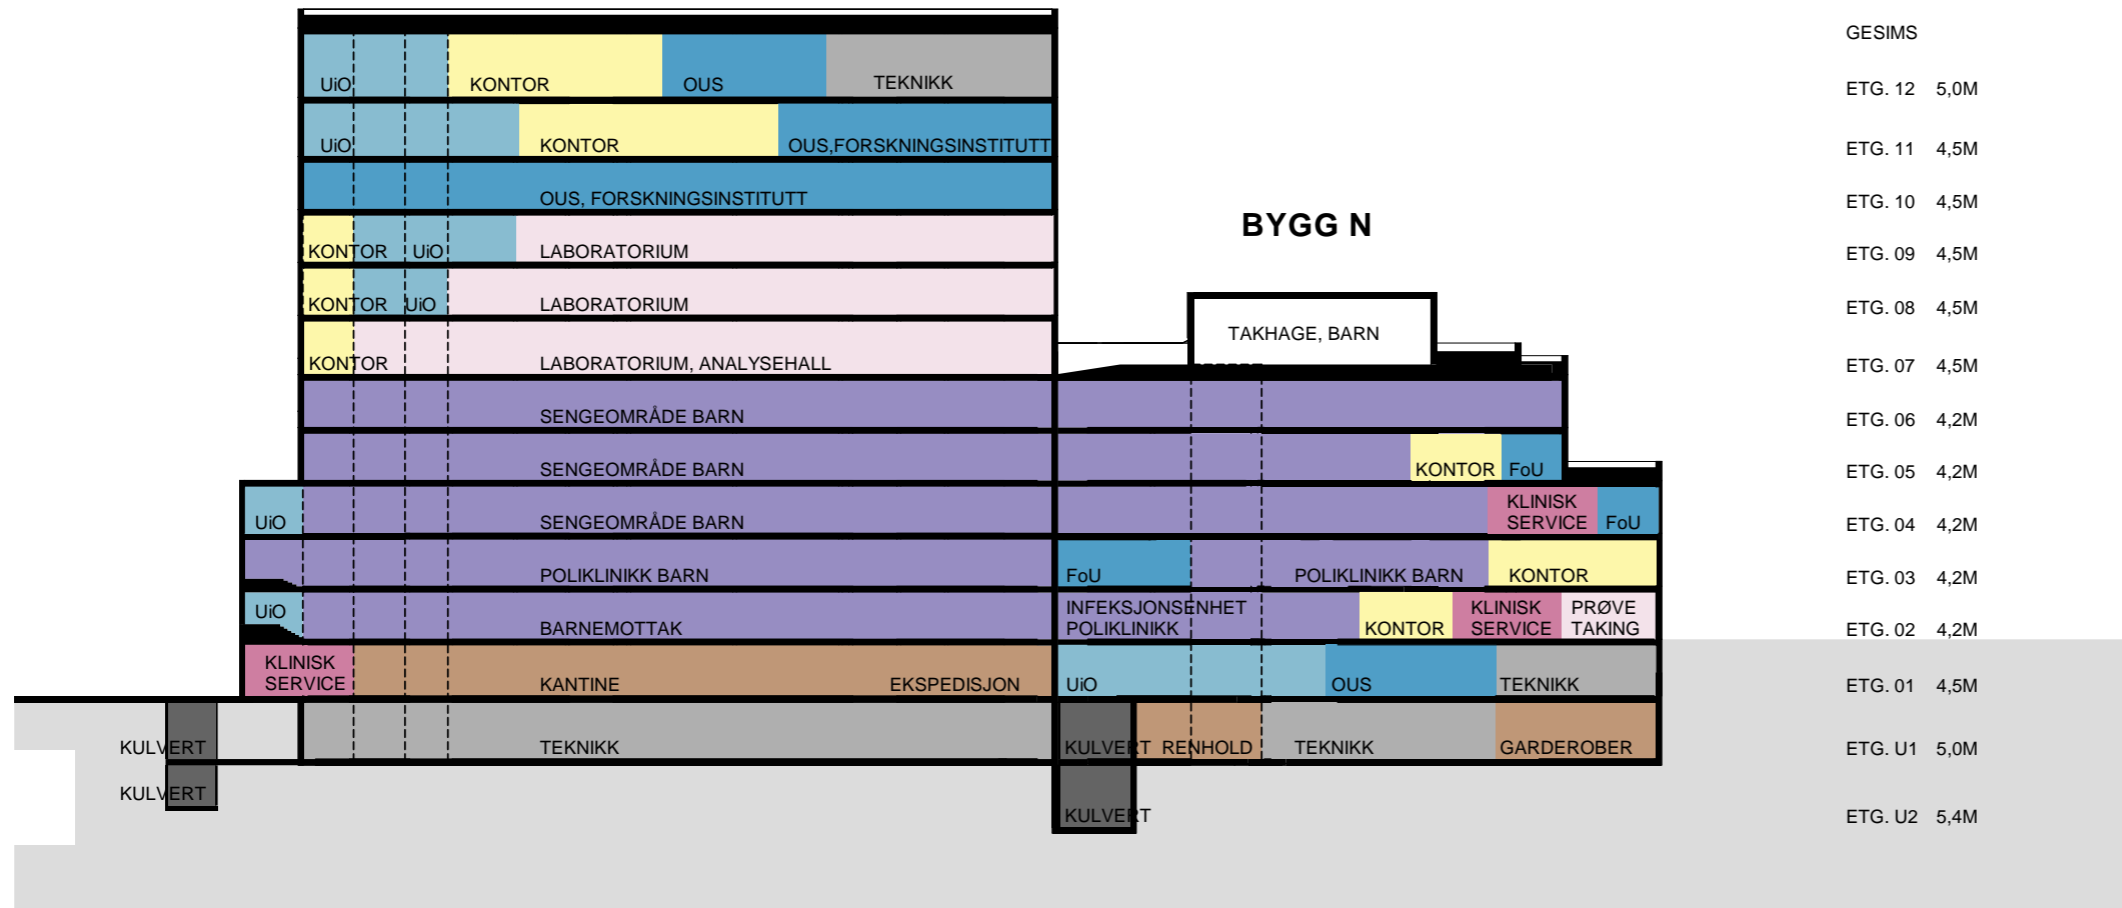 GESIMS
UiO KONTOR OUS TEKNIKK ETG. 12 5,0M
UiO KONTOR OUS,FORSKNINGSINSTITUTT ETG. 11 4,5M
OUS, FORSKNINGSINSTITUTT ETG. 10 4,5M
BYGG N
KONTOR UiO LABORATORIUM ETG. 09 4,5M
KONTOR UiO LABORATORIUM ETG. 08 4,5M
TAKHAGE, BARN
KONTOR LABORATORIUM, ANALYSEHALL ETG. 07 4,5M
SENGEOMRÅDE BARN ETG. 06 4,2M
SENGEOMRÅDE BARN KONTOR FoU ETG. 05 4,2M
UiO SENGEOMRÅDE BARN KLINISK
SERVICE FoU ETG. 04 4,2M
POLIKLINIKK BARN FoU POLIKLINIKK BARN KONTOR ETG. 03 4,2M
UiO BARNEMOTTAK INFEKSJONSENHET
POLIKLINIKK KONTOR KLINISK
SERVICE PRØVE
TAKING ETG. 02 4,2M
KLINISK
SERVICE KANTINE EKSPEDISJON UiO OUS TEKNIKK ETG. 01 4,5M
KULVERT TEKNIKK KULVERT RENHOLD TEKNIKK GARDEROBER ETG. U1 5,0M
KULVERT
KULVERT ETG. U2 5,4M